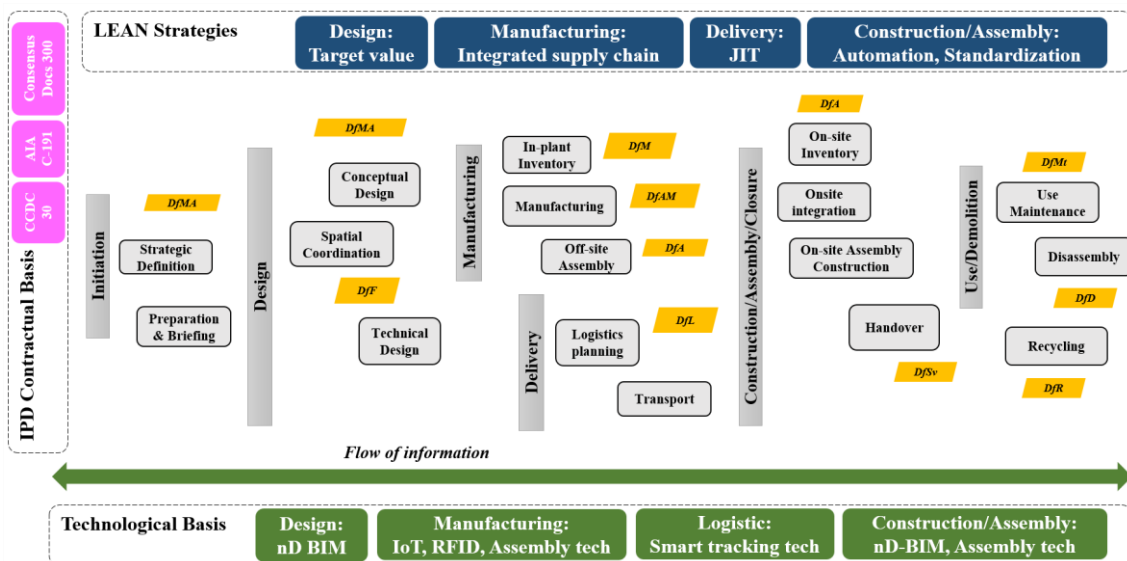 LEAN Strategies
Design:
Target value
Manufacturing:
Integrated supply chain
Delivery:
JIT
Construction/Assembly:
Automation, Standardization
Consensus
Docs 300
AIA
C-191
CCDC
30
IPD Contractual Basis
Initiation
DfMA
Strategic
Definition
Preparation
& Briefing
Design
DfMA
Conceptual
Design
Spatial
Coordination
DfF
Technical
Design
Manufacturing
In-plant
Inventory
DfM
Manufacturing
DfAM
Off-site
Assembly
DfA
Delivery
Logistics
planning
DfL
Transport
Construction/Assembly/Closure
DfA
On-site
Inventory
Onsite
integration
On-site Assembly
Construction
Handover
DfSv
Use/Demolition
DfMt
Use
Maintenance
Disassembly
DfD
Recycling
DfR
Flow of information
Technological Basis
Design:
nD BIM
Manufacturing:
IoT, RFID, Assembly tech
Logistic:
Smart tracking tech
Construction/Assembly:
nD-BIM, Assembly tech